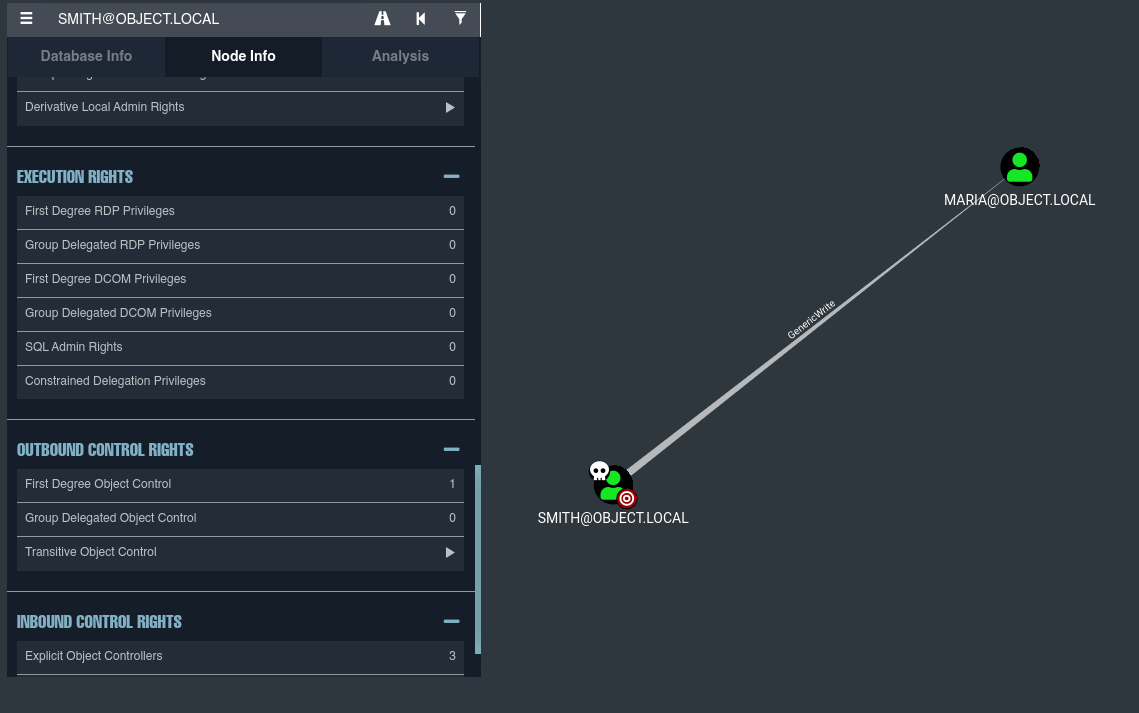 SMITH@OBJECT.LOCAL
Database Info
Node Info
Analysis
Derivative Local Admin Rights
EXECUTION RIGHTS
First Degree RDP Privileges 0
Group Delegated RDP Privileges 0
First Degree DCOM Privileges 0
Group Delegated DCOM Privileges 0
SQL Admin Rights 0
Constrained Delegation Privileges 0
OUTBOUND CONTROL RIGHTS
First Degree Object Control 1
Group Delegated Object Control 0
Transitive Object Control
INBOUND CONTROL RIGHTS
Explicit Object Controllers 3
MARIA@OBJECT.LOCAL
GenericWrite
SMITH@OBJECT.LOCAL